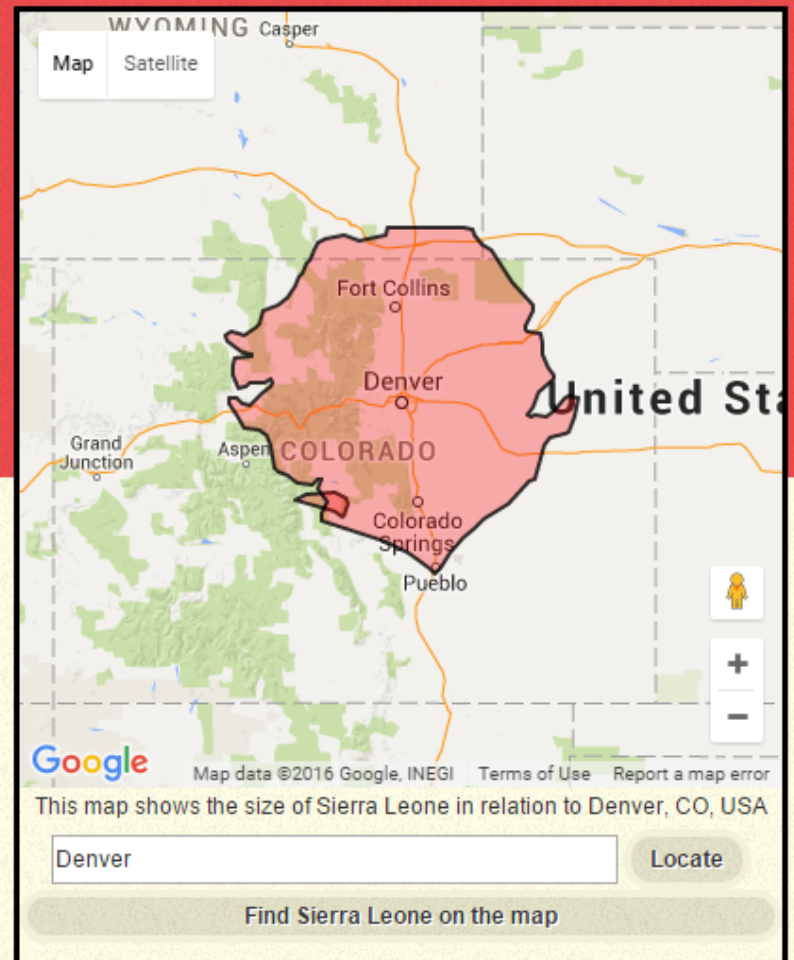 WYOMING
Casper
Map
Satellite
Fort Collins
Denver
United Sta
Grand
Junction
Aspen
COLORADO
Colorado
Springs
Pueblo
+
−
Google
Map data ©2016 Google, INEGI
Terms of Use
Report a map error
This map shows the size of Sierra Leone in relation to Denver, CO, USA
Denver
Locate
Find Sierra Leone on the map